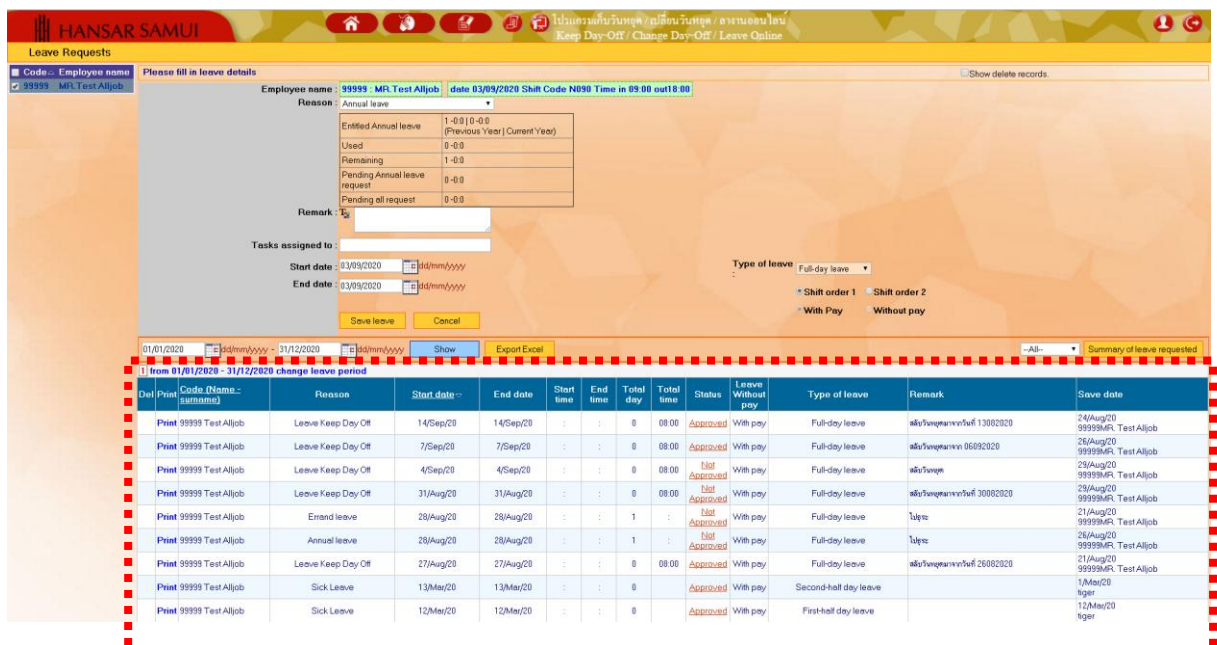 HANSAR SAMUI
โปรแกรมเก็บวันหยุด / เปลี่ยนวันหยุด / ลางานออนไลน์
Keep Day-Off / Change Day-Off / Leave Online
Leave Requests
Code Employee name
99999 MR.Test Alljob
Please fill in leave details
Show delete records.
Employee name : 99999 : MR.Test Alljob date 03/09/2020 Shift Code N090 Time in 09:00 out18:00
Reason : Annual leave
Entitled Annual leave 1 -0:0 | 0 -0:0
(Previous Year | Current Year)
Used 0 -0:0
Remaining 1 -0:0
Pending Annual leave request 0 -0:0
Pending all request 0 -0:0
Remark :
Tasks assigned to :
Start date : 03/09/2020 dd/mm/yyyy
Type of leave : Full-day leave
End date : 03/09/2020 dd/mm/yyyy
Shift order 1 Shift order 2
With Pay Without pay
Save leave Cancel
01/01/2020 dd/mm/yyyy - 31/12/2020 dd/mm/yyyy Show Export Excel --All-- Summary of leave requested
1 from 01/01/2020 - 31/12/2020 change leave period
Del Print Code (Name - surname) Reason Start date End date Start time End time Total day Total time Status Leave Without pay Type of leave Remark Save date
Print 99999 Test Alljob Leave Keep Day Off 14/Sep/20 14/Sep/20 : : 0 08:00 Approved With pay Full-day leave สลับวันหยุดมาจากวันที่ 13082020 24/Aug/20 99999MR. Test Alljob
Print 99999 Test Alljob Leave Keep Day Off 7/Sep/20 7/Sep/20 : : 0 08:00 Approved With pay Full-day leave สลับวันหยุดมาจาก 06092020 26/Aug/20 99999MR. Test Alljob
Print 99999 Test Alljob Leave Keep Day Off 4/Sep/20 4/Sep/20 : : 0 08:00 Not Approved With pay Full-day leave สลับวันหยุด 29/Aug/20 99999MR. Test Alljob
Print 99999 Test Alljob Leave Keep Day Off 31/Aug/20 31/Aug/20 : : 0 08:00 Not Approved With pay Full-day leave สลับวันหยุดมาจากวันที่ 30082020 29/Aug/20 99999MR. Test Alljob
Print 99999 Test Alljob Errand leave 28/Aug/20 28/Aug/20 : : 1 : Not Approved With pay Full-day leave ไปธุระ 21/Aug/20 99999MR. Test Alljob
Print 99999 Test Alljob Annual leave 28/Aug/20 28/Aug/20 : : 1 : Not Approved With pay Full-day leave ไปธุระ 26/Aug/20 99999MR. Test Alljob
Print 99999 Test Alljob Leave Keep Day Off 27/Aug/20 27/Aug/20 : : 0 08:00 Approved With pay Full-day leave สลับวันหยุดมาจากวันที่ 26082020 21/Aug/20 99999MR. Test Alljob
Print 99999 Test Alljob Sick Leave 13/Mar/20 13/Mar/20 : : 0 Approved With pay Second-half day leave 1/Mar/20 tiger
Print 99999 Test Alljob Sick Leave 12/Mar/20 12/Mar/20 : : 0 Approved With pay First-half day leave 12/Mar/20 tiger